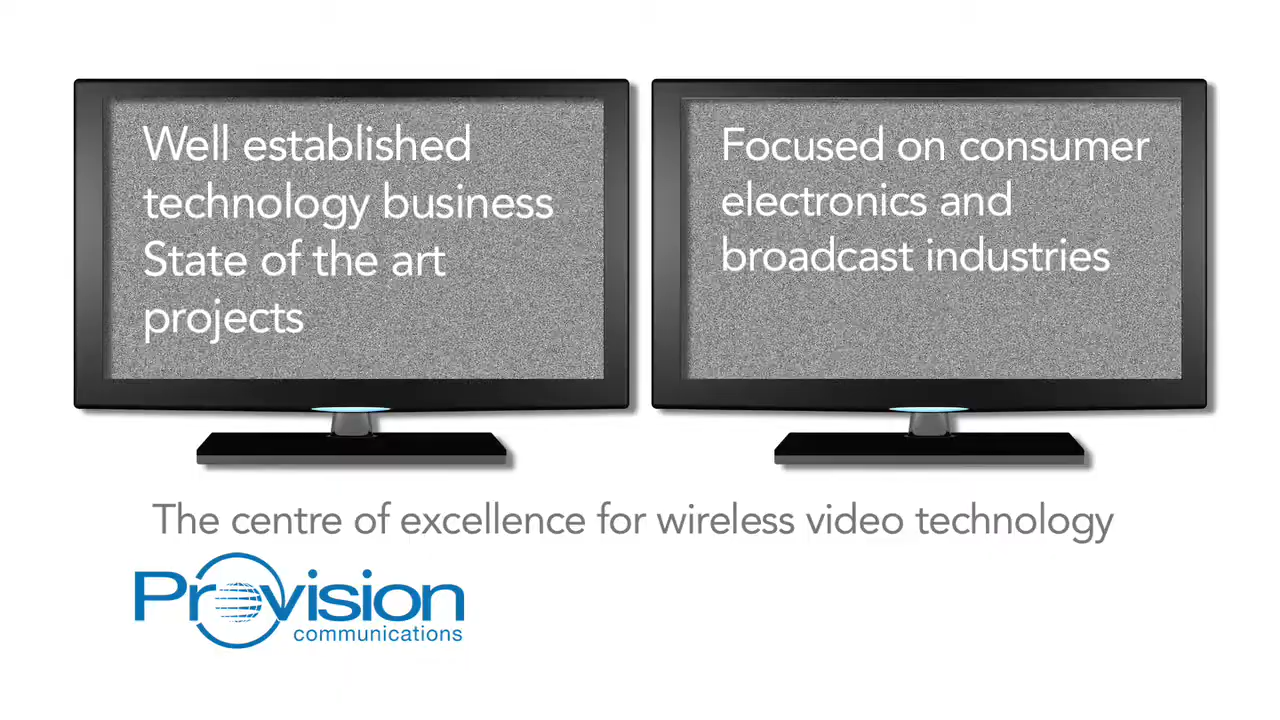 Well established
technology business
State of the art
projects
Focused on consumer
electronics and
broadcast industries
The centre of excellence for wireless video technology
Provision
communications